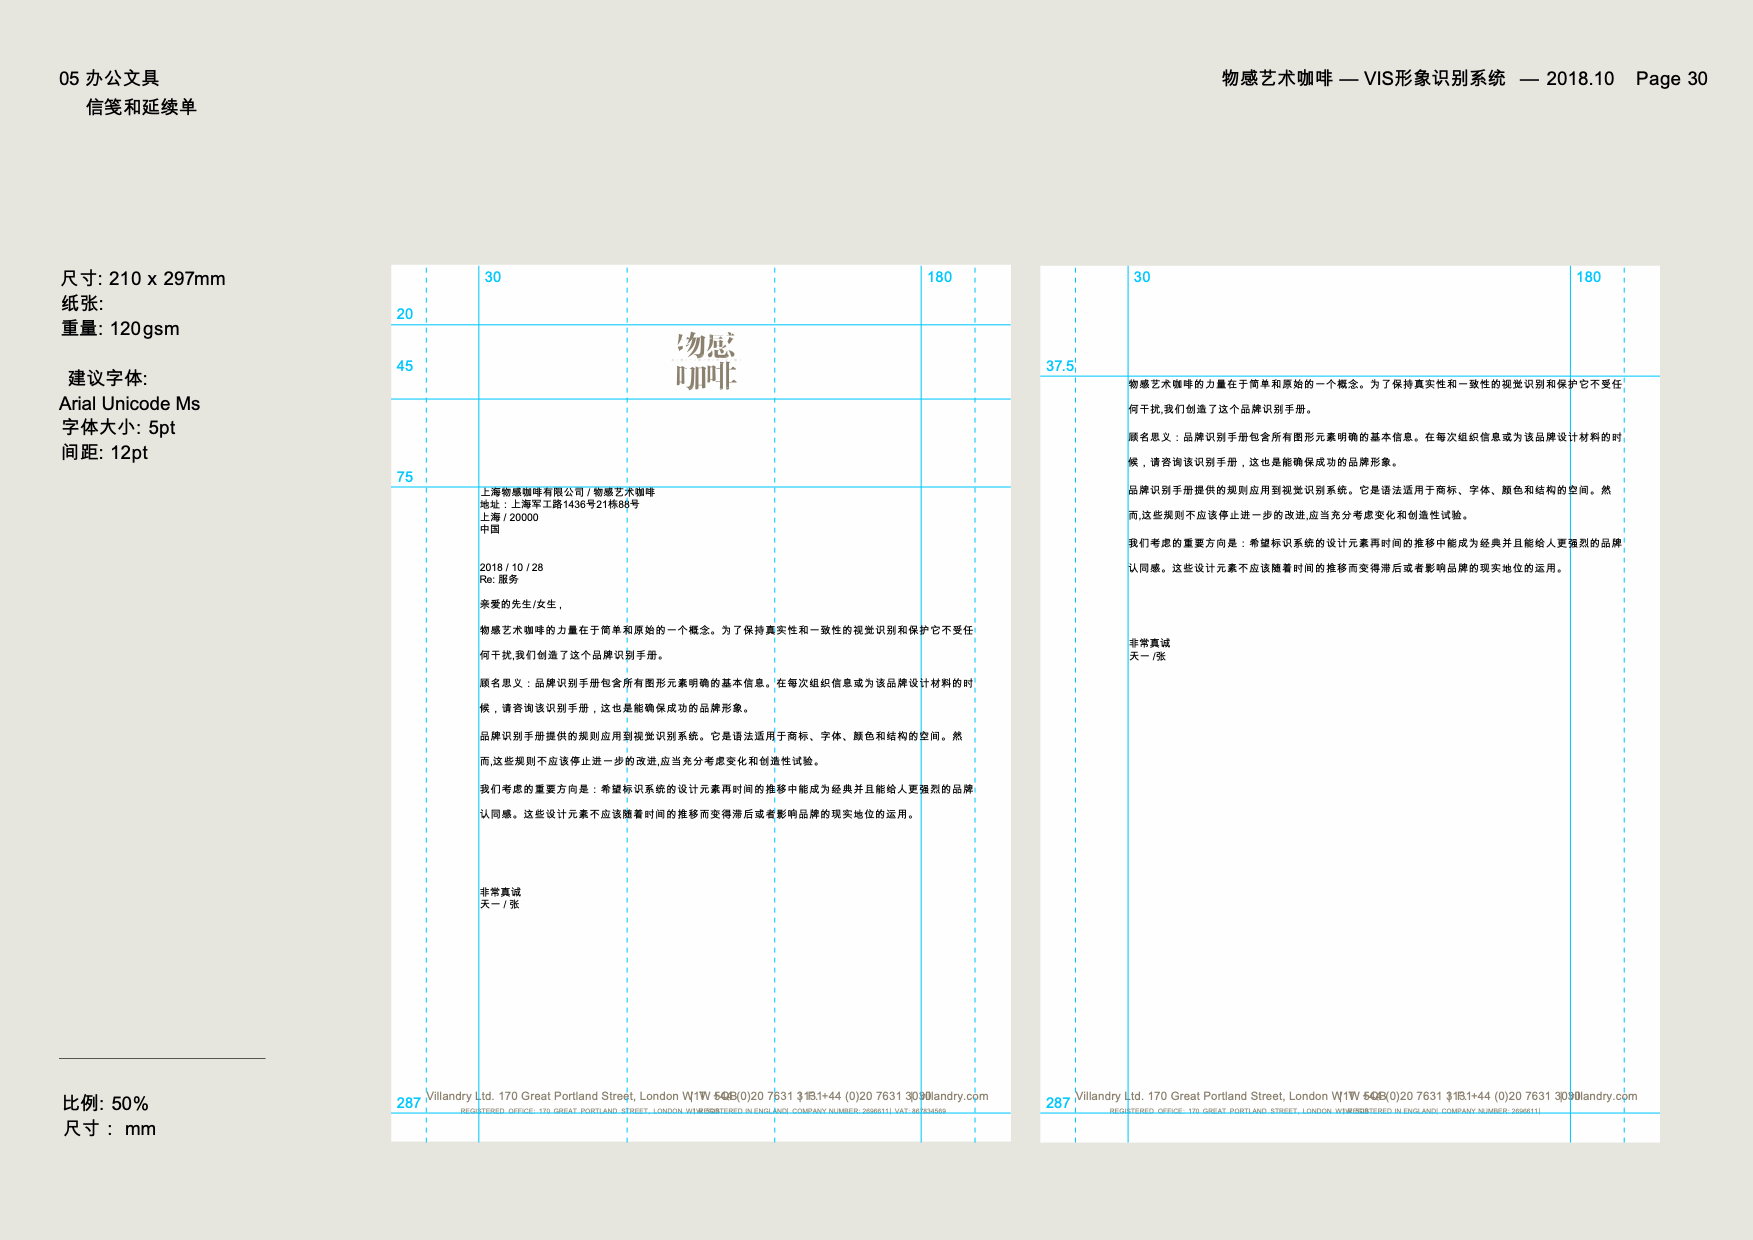 05 办公文具
信笺和延续单
物感艺术咖啡 — VIS形象识别系统 — 2018.10 Page 30
尺寸: 210 x 297mm
纸张:
重量: 120gsm
建议字体:
Arial Unicode Ms
字体大小: 5pt
间距: 12pt
比例: 50%
尺寸： mm
30
180
20
45
75
287
物感
咖啡
上海物感咖啡有限公司 / 物感艺术咖啡
地址：上海军工路1436号21栋88号
上海 / 20000
中国
2018 / 10 / 28
Re: 服务
亲爱的先生/女生，
物感艺术咖啡的力量在于简单和原始的一个概念。为了保持真实性和一致性的视觉识别和保护它不受任
何干扰,我们创造了这个品牌识别手册。
顾名思义：品牌识别手册包含所有图形元素明确的基本信息。在每次组织信息或为该品牌设计材料的时
候，请咨询该识别手册，这也是能确保成功的品牌形象。
品牌识别手册提供的规则应用到视觉识别系统。它是语法适用于商标、字体、颜色和结构的空间。然
而,这些规则不应该停止进一步的改进,应当充分考虑变化和创造性试验。
我们考虑的重要方向是：希望标识系统的设计元素再时间的推移中能成为经典并且能给人更强烈的品牌
认同感。这些设计元素不应该随着时间的推移而变得滞后或者影响品牌的现实地位的运用。
非常真诚
天一 / 张
Villandry Ltd. 170 Great Portland Street, London (0)20 7631 +44 (0)20 7631 villandry.com
REGISTERED OFFICE: 170 GREAT PORTLAND STREET, LONDON REGISTERED IN ENGLAND| COMPANY NUMBER: 2696611| VAT: 867834569
30
180
37.5
287
物感艺术咖啡的力量在于简单和原始的一个概念。为了保持真实性和一致性的视觉识别和保护它不受任
何干扰,我们创造了这个品牌识别手册。
顾名思义：品牌识别手册包含所有图形元素明确的基本信息。在每次组织信息或为该品牌设计材料的时
候，请咨询该识别手册，这也是能确保成功的品牌形象。
品牌识别手册提供的规则应用到视觉识别系统。它是语法适用于商标、字体、颜色和结构的空间。然
而,这些规则不应该停止进一步的改进,应当充分考虑变化和创造性试验。
我们考虑的重要方向是：希望标识系统的设计元素再时间的推移中能成为经典并且能给人更强烈的品牌
认同感。这些设计元素不应该随着时间的推移而变得滞后或者影响品牌的现实地位的运用。
非常真诚
天一 /张
Villandry Ltd. 170 Great Portland Street, London (0)20 7631 +44 (0)20 7631 villandry.com
REGISTERED OFFICE: 170 GREAT PORTLAND STREET, LONDON REGISTERED IN ENGLAND| COMPANY NUMBER: 2696611|